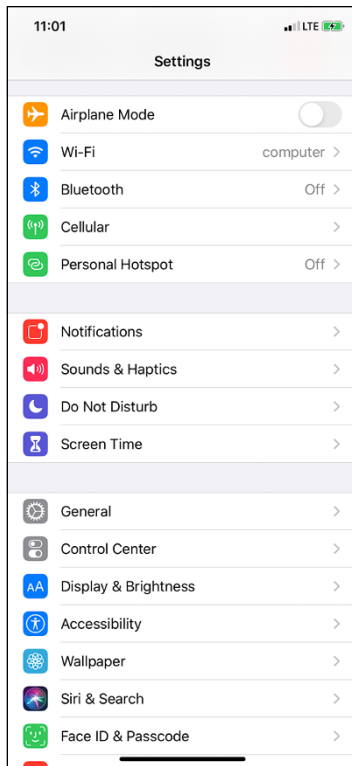 11:01 LTE
Settings
Airplane Mode
Wi-Fi computer
Bluetooth Off
Cellular
Personal Hotspot Off
Notifications
Sounds & Haptics
Do Not Disturb
Screen Time
General
Control Center
AA Display & Brightness
Accessibility
Wallpaper
Siri & Search
Face ID & Passcode